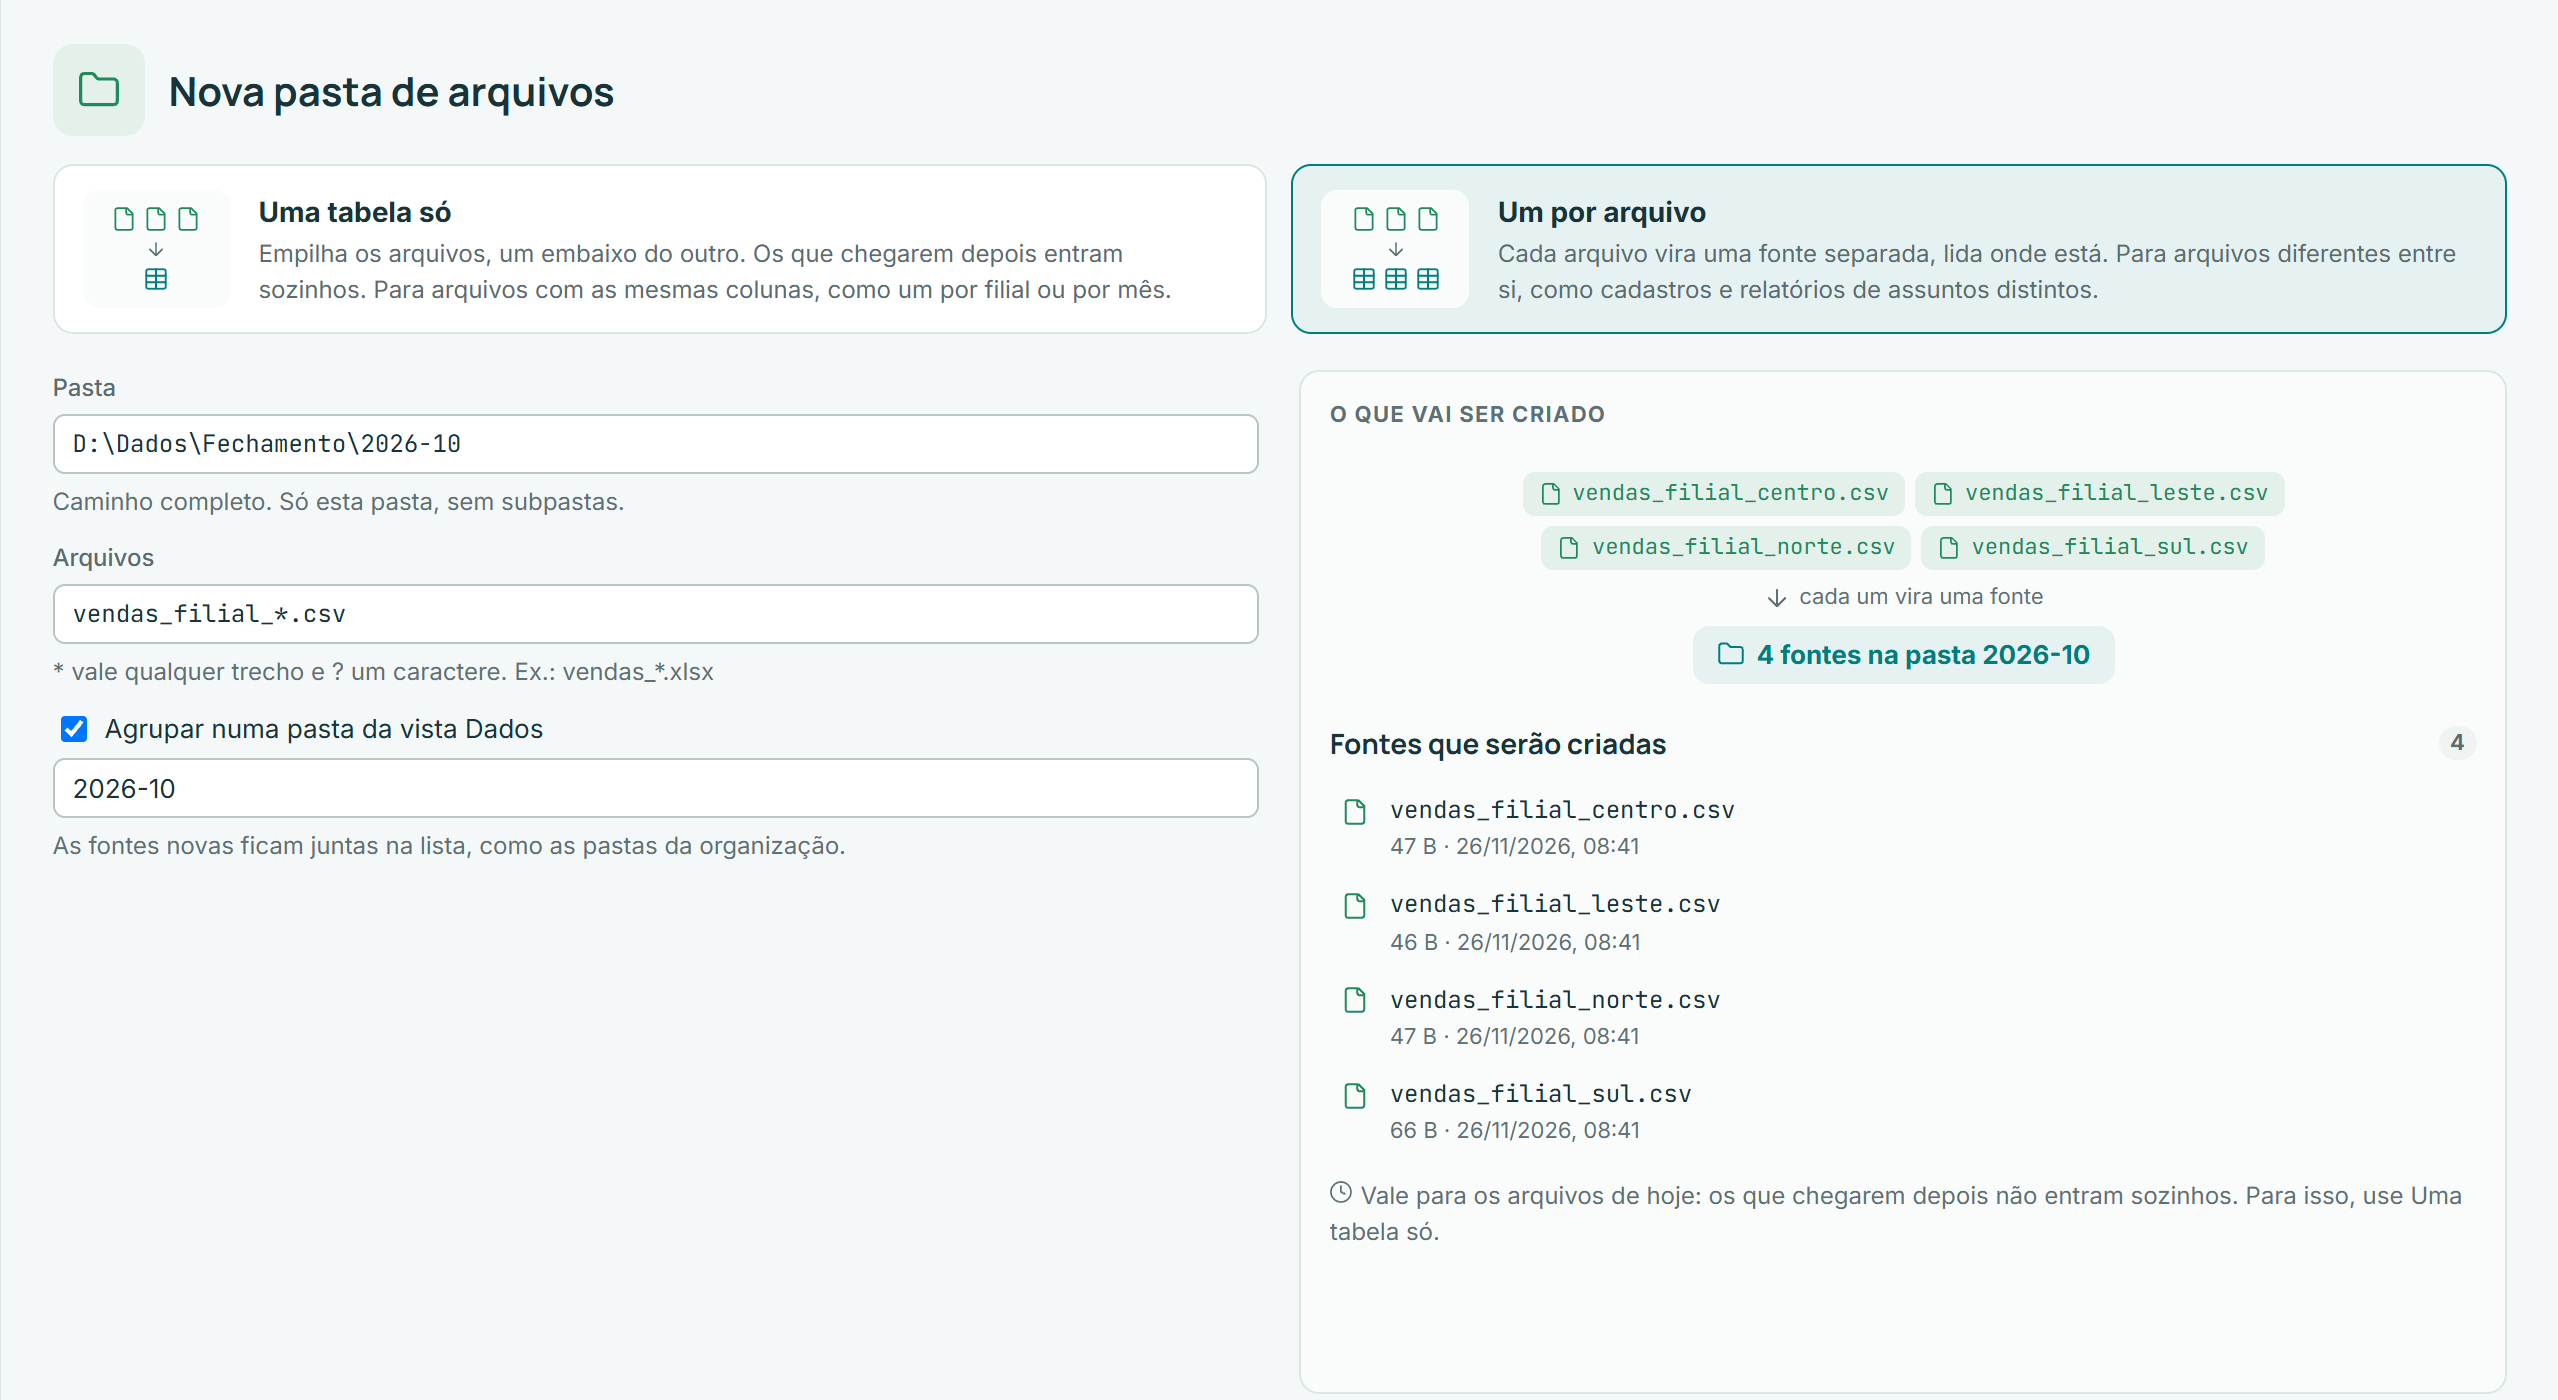 Nova pasta de arquivos
Uma tabela só
Empilha os arquivos, um embaixo do outro. Os que chegarem depois entram
sozinhos. Para arquivos com as mesmas colunas, como um por filial ou por mês.
Um por arquivo
Cada arquivo vira uma fonte separada, lida onde está. Para arquivos diferentes entre
si, como cadastros e relatórios de assuntos distintos.
Pasta
D:\Dados\Fechamento\2026-10
Caminho completo. Só esta pasta, sem subpastas.
Arquivos
vendas_filial_*.csv
* vale qualquer trecho e ? um caractere. Ex.: vendas_*.xlsx
Agrupar numa pasta da vista Dados
2026-10
As fontes novas ficam juntas na lista, como as pastas da organização.
O QUE VAI SER CRIADO
vendas_filial_centro.csv vendas_filial_leste.csv
vendas_filial_norte.csv vendas_filial_sul.csv
cada um vira uma fonte
4 fontes na pasta 2026-10
Fontes que serão criadas 4
vendas_filial_centro.csv
47 B · 26/11/2026, 08:41
vendas_filial_leste.csv
46 B · 26/11/2026, 08:41
vendas_filial_norte.csv
47 B · 26/11/2026, 08:41
vendas_filial_sul.csv
66 B · 26/11/2026, 08:41
Vale para os arquivos de hoje: os que chegarem depois não entram sozinhos. Para isso, use Uma
tabela só.